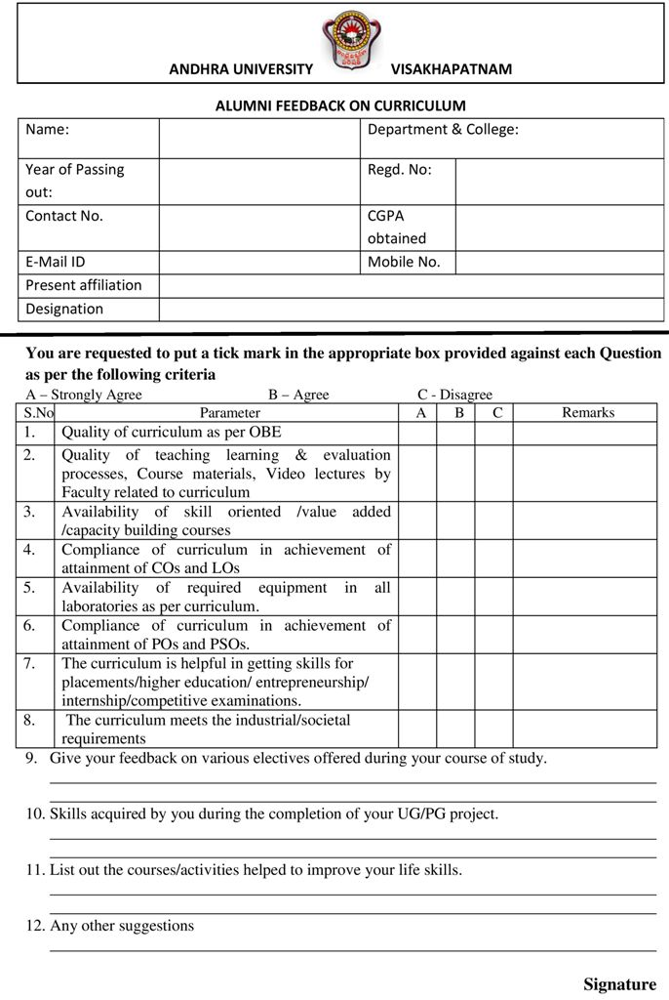 ANDHRA UNIVERSITY VISAKHAPATNAM
ALUMNI FEEDBACK ON CURRICULUM
Name: Department & College:
Year of Passing Regd. No:
out:
Contact No. CGPA
obtained
E-Mail ID Mobile No.
Present affiliation
Designation
You are requested to put a tick mark in the appropriate box provided against each Question
as per the following criteria
A – Strongly Agree B – Agree C - Disagree
S.No Parameter A B C Remarks
1. Quality of curriculum as per OBE
2. Quality of teaching learning & evaluation
processes, Course materials, Video lectures by
Faculty related to curriculum
3. Availability of skill oriented /value added
/capacity building courses
4. Compliance of curriculum in achievement of
attainment of COs and LOs
5. Availability of required equipment in all
laboratories as per curriculum.
6. Compliance of curriculum in achievement of
attainment of POs and PSOs.
7. The curriculum is helpful in getting skills for
placements/higher education/ entrepreneurship/
internship/competitive examinations.
8. The curriculum meets the industrial/societal
requirements
9. Give your feedback on various electives offered during your course of study.
10. Skills acquired by you during the completion of your UG/PG project.
11. List out the courses/activities helped to improve your life skills.
12. Any other suggestions
Signature